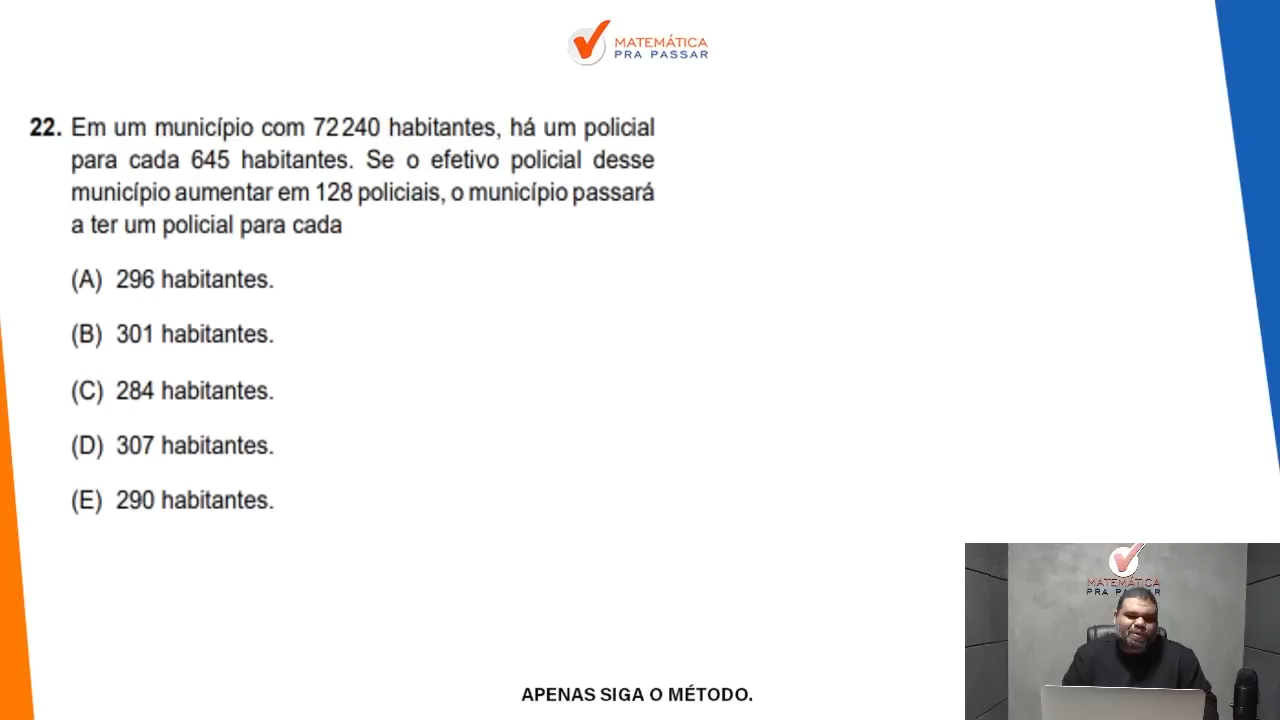 MATEMÁTICA
PRA PASSAR
22. Em um município com 72 240 habitantes, há um policial
para cada 645 habitantes. Se o efetivo policial desse
município aumentar em 128 policiais, o município passará
a ter um policial para cada
(A) 296 habitantes.
(B) 301 habitantes.
(C) 284 habitantes.
(D) 307 habitantes.
(E) 290 habitantes.
MATEMÁTICA
PRA PASSAR
APENAS SIGA O MÉTODO.